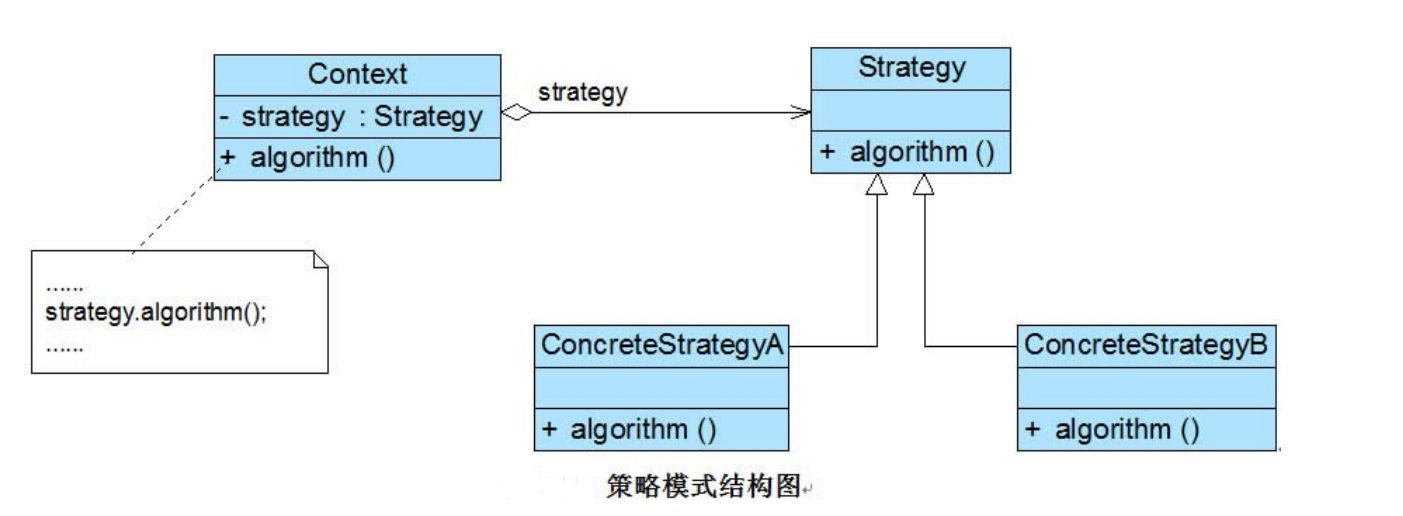 Context
- strategy : Strategy
+ algorithm ()
strategy
Strategy
+ algorithm ()
......
strategy.algorithm();
......
ConcreteStrategyA
+ algorithm ()
ConcreteStrategyB
+ algorithm ()
策略模式结构图